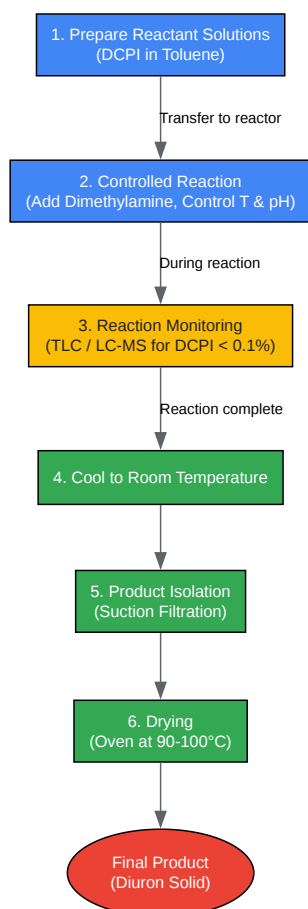 1. Prepare Reactant Solutions
(DCPI in Toluene)
Transfer to reactor
2. Controlled Reaction
(Add Dimethylamine, Control T & pH)
During reaction
3. Reaction Monitoring
(TLC / LC-MS for DCPI < 0.1%)
Reaction complete
4. Cool to Room Temperature
5. Product Isolation
(Suction Filtration)
6. Drying
(Oven at 90-100°C)
Final Product
(Diuron Solid)